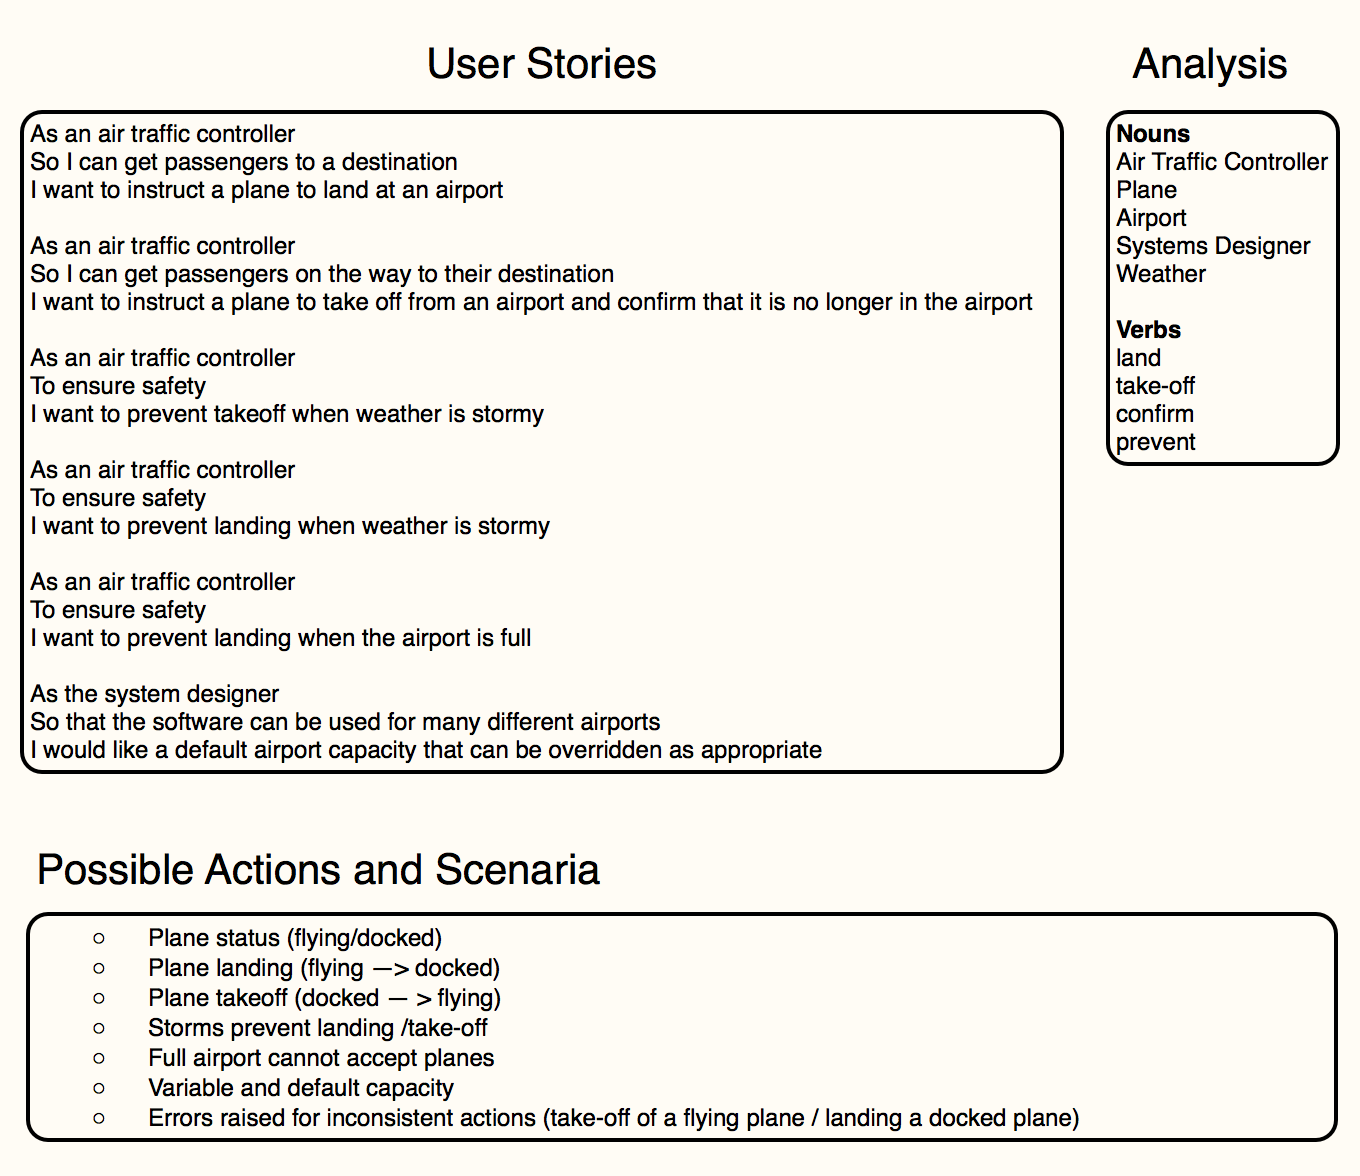 User Stories
As an air traffic controller
So I can get passengers to a destination
I want to instruct a plane to land at an airport
As an air traffic controller
So I can get passengers on the way to their destination
I want to instruct a plane to take off from an airport and confirm that it is no longer in the airport
As an air traffic controller
To ensure safety
I want to prevent takeoff when weather is stormy
As an air traffic controller
To ensure safety
I want to prevent landing when weather is stormy
As an air traffic controller
To ensure safety
I want to prevent landing when the airport is full
As the system designer
So that the software can be used for many different airports
I would like a default airport capacity that can be overridden as appropriate
Analysis
Nouns
Air Traffic Controller
Plane
Airport
Systems Designer
Weather
Verbs
land
take-off
confirm
prevent
Possible Actions and Scenaria
○ Plane status (flying/docked)
○ Plane landing (flying —> docked)
○ Plane takeoff (docked — > flying)
○ Storms prevent landing /take-off
○ Full airport cannot accept planes
○ Variable and default capacity
○ Errors raised for inconsistent actions (take-off of a flying plane / landing a docked plane)